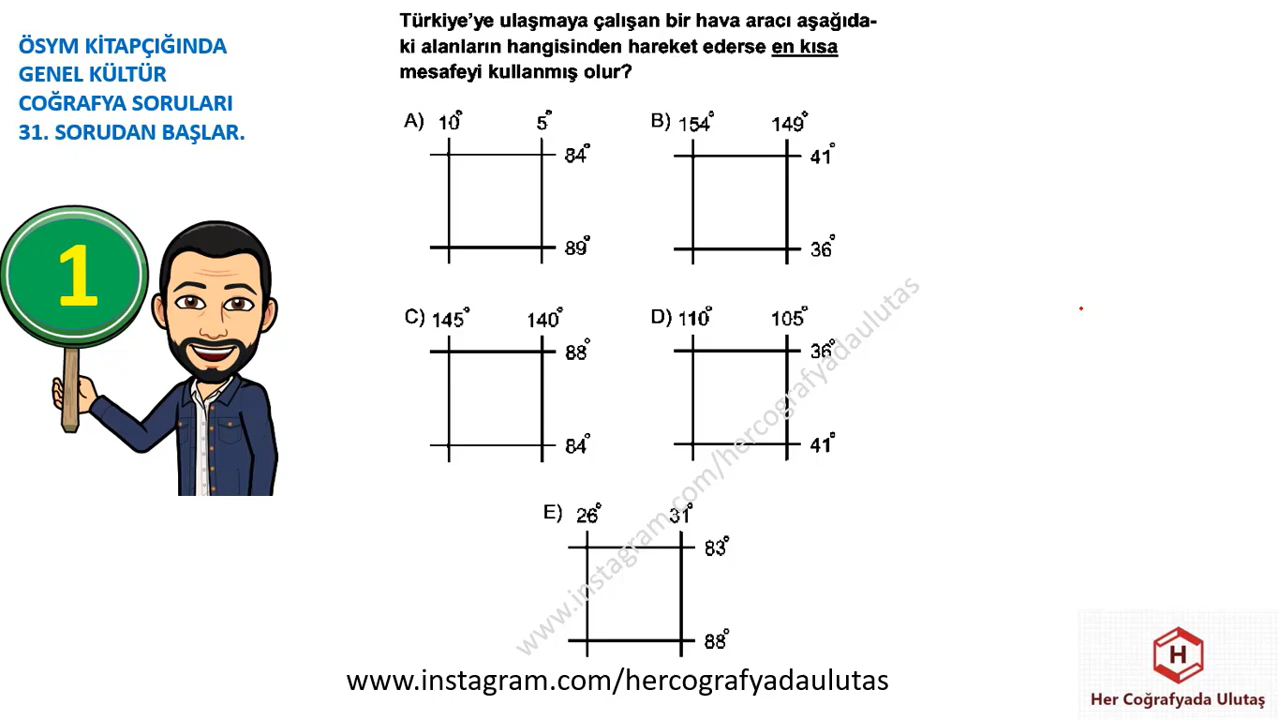 ÖSYM KİTAPÇIĞINDA
GENEL KÜLTÜR
COĞRAFYA SORULARI
31. SORUDAN BAŞLAR.
1
Türkiye'ye ulaşmaya çalışan bir hava aracı aşağıda-
ki alanların hangisinden hareket ederse en kısa
mesafeyi kullanmış olur?
A) 10° 5°
84°
89°
B) 154° 149°
41°
36°
C) 145° 140°
88°
84°
D) 110° 105°
36°
41°
E) 26° 31°
83°
88°
www.instagram.com/hercografyadaulutas
www.instagram.com/hercografyadaulutas
H
Her Coğrafyada Ulutaş